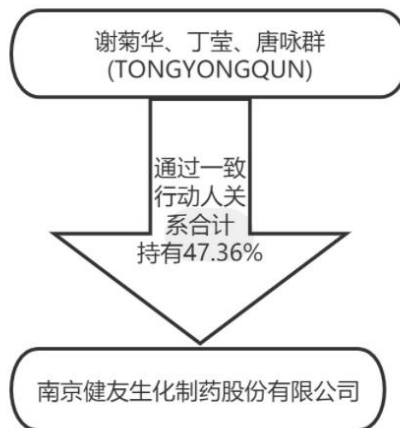 谢菊华、丁莹、唐咏群
(TONGYONGQUN)
通过一致
行动人关
系合计
持有47.36%
南京健友生化制药股份有限公司